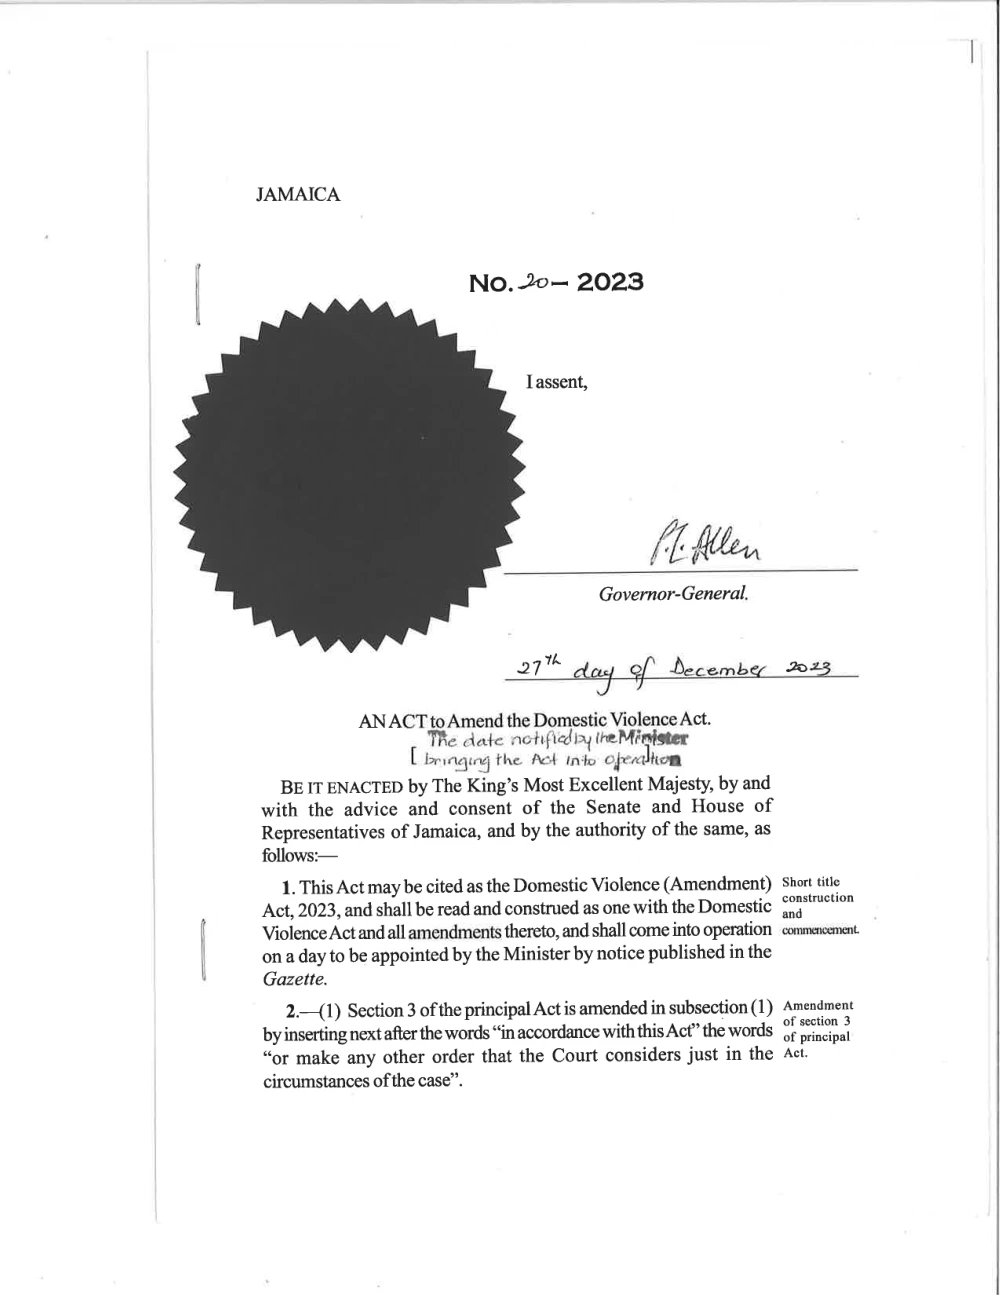 JAMAICA
No. 20- 2023
I assent,
P.L. Allen
Governor-General.
27th day of December 2023
AN ACT to Amend the Domestic Violence Act.
The date notified by the Minister
[ bringing the Act into operation ]
BE IT ENACTED by The King's Most Excellent Majesty, by and
with the advice and consent of the Senate and House of
Representatives of Jamaica, and by the authority of the same, as
follows:—
1. This Act may be cited as the Domestic Violence (Amendment)
Act, 2023, and shall be read and construed as one with the Domestic
Violence Act and all amendments thereto, and shall come into operation
on a day to be appointed by the Minister by notice published in the
Gazette.
Short title
construction
and
commencement.
2.—(1) Section 3 of the principal Act is amended in subsection (1)
by inserting next after the words “in accordance with this Act” the words
“or make any other order that the Court considers just in the
circumstances of the case”.
Amendment
of section 3
of principal
Act.